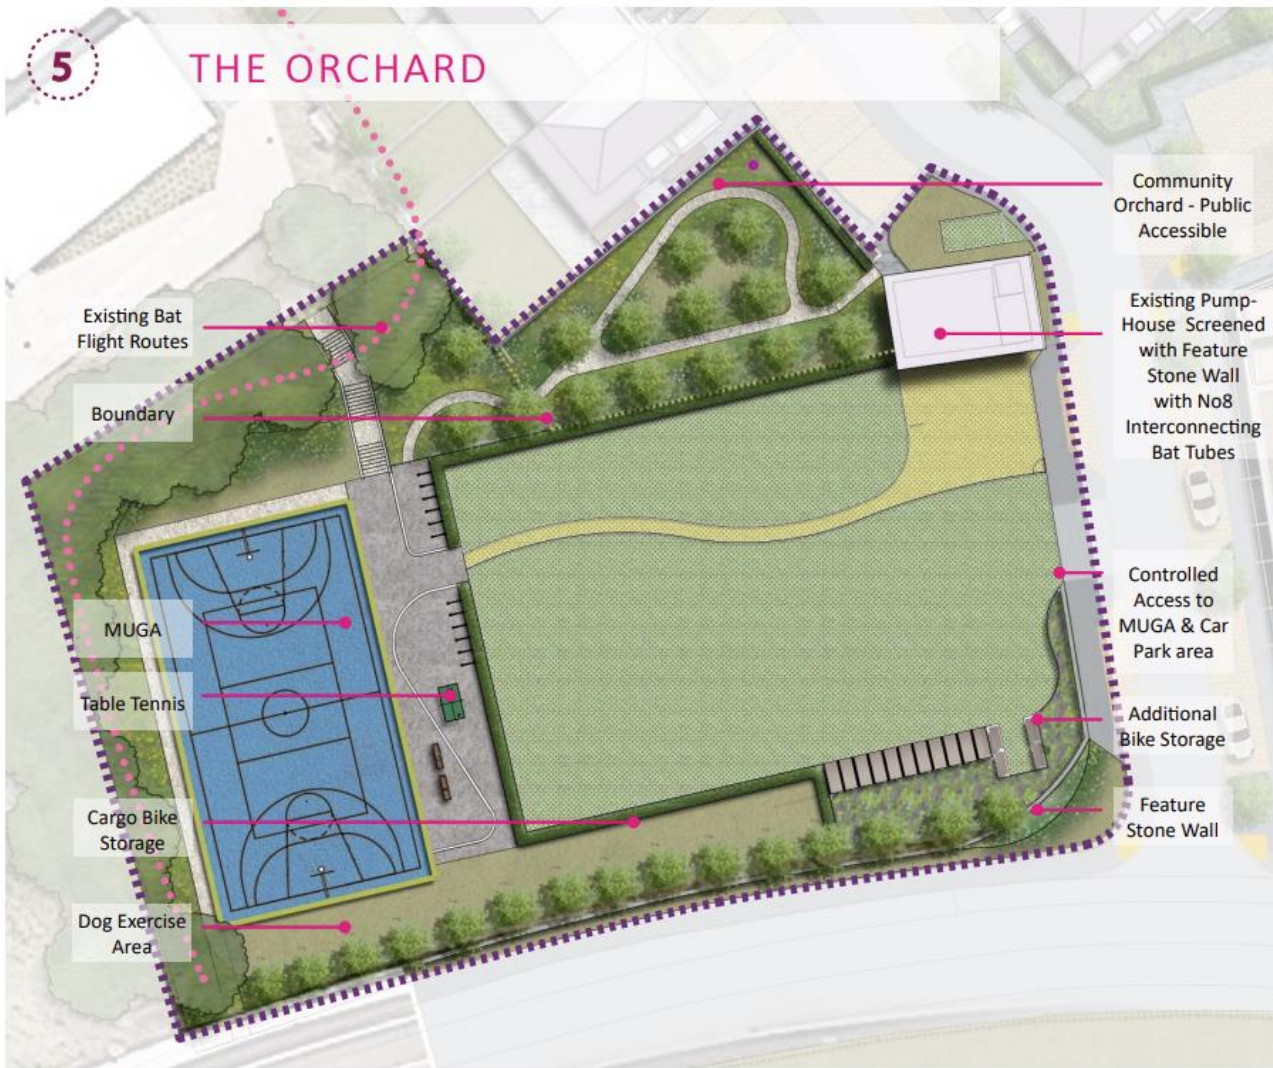 5
THE ORCHARD
Existing Bat
Flight Routes
Boundary
MUGA
Table Tennis
Cargo Bike
Storage
Dog Exercise
Area
Community
Orchard - Public
Accessible
Existing Pump-
House Screened
with Feature
Stone Wall
with No8
Interconnecting
Bat Tubes
Controlled
Access to
MUGA & Car
Park area
Additional
Bike Storage
Feature
Stone Wall